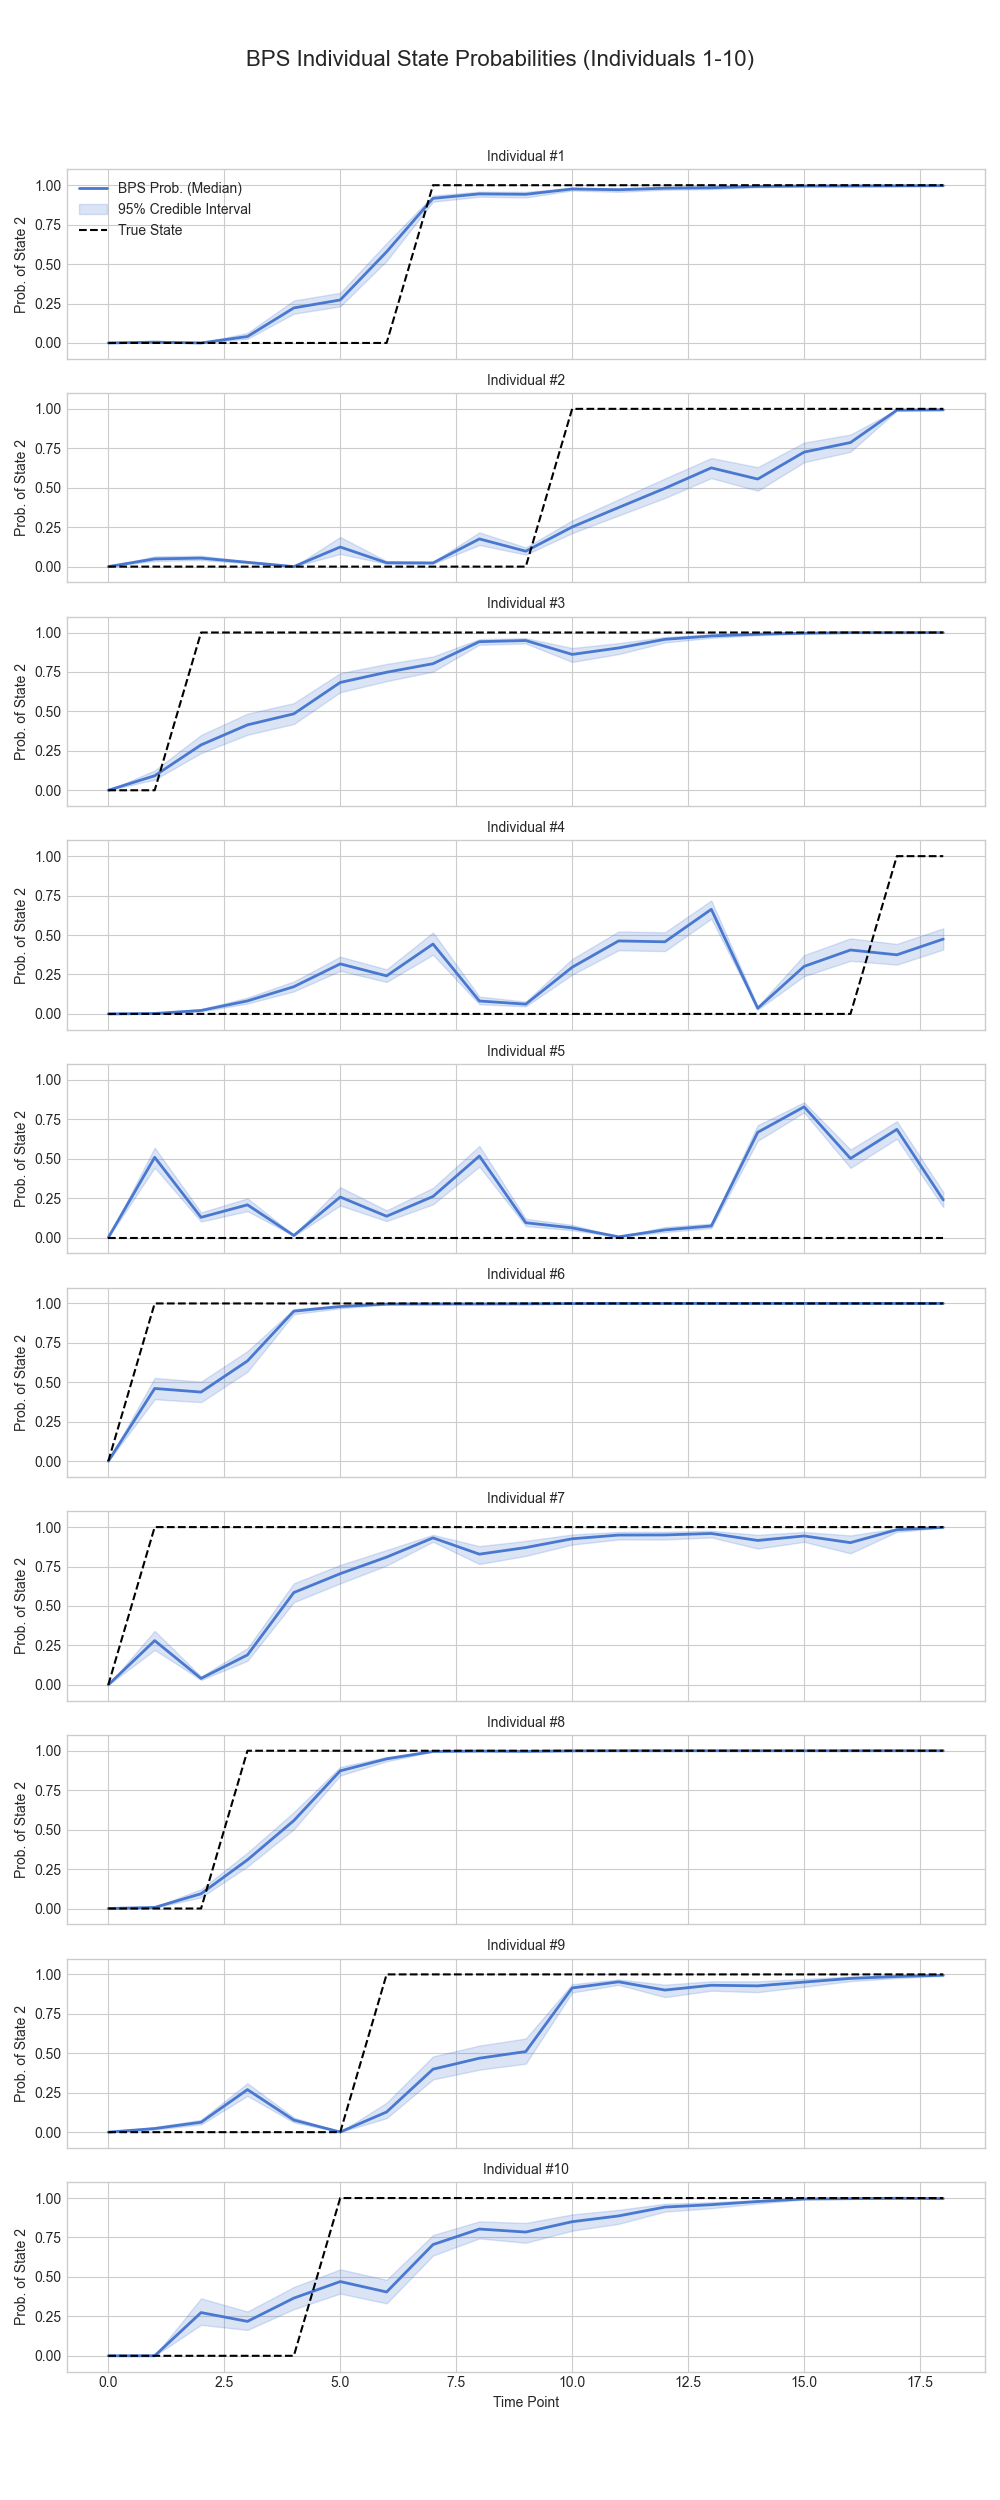 BPS Individual State Probabilities (Individuals 1-10)
Individual #1
BPS Prob. (Median)
95% Credible Interval
True State
1.00
0.75
0.50
0.25
0.00
Prob. of State 2
Individual #2
1.00
0.75
0.50
0.25
0.00
Prob. of State 2
Individual #3
1.00
0.75
0.50
0.25
0.00
Prob. of State 2
Individual #4
1.00
0.75
0.50
0.25
0.00
Prob. of State 2
Individual #5
1.00
0.75
0.50
0.25
0.00
Prob. of State 2
Individual #6
1.00
0.75
0.50
0.25
0.00
Prob. of State 2
Individual #7
1.00
0.75
0.50
0.25
0.00
Prob. of State 2
Individual #8
1.00
0.75
0.50
0.25
0.00
Prob. of State 2
Individual #9
1.00
0.75
0.50
0.25
0.00
Prob. of State 2
Individual #10
1.00
0.75
0.50
0.25
0.00
Prob. of State 2
0.0 2.5 5.0 7.5 10.0 12.5 15.0 17.5
Time Point